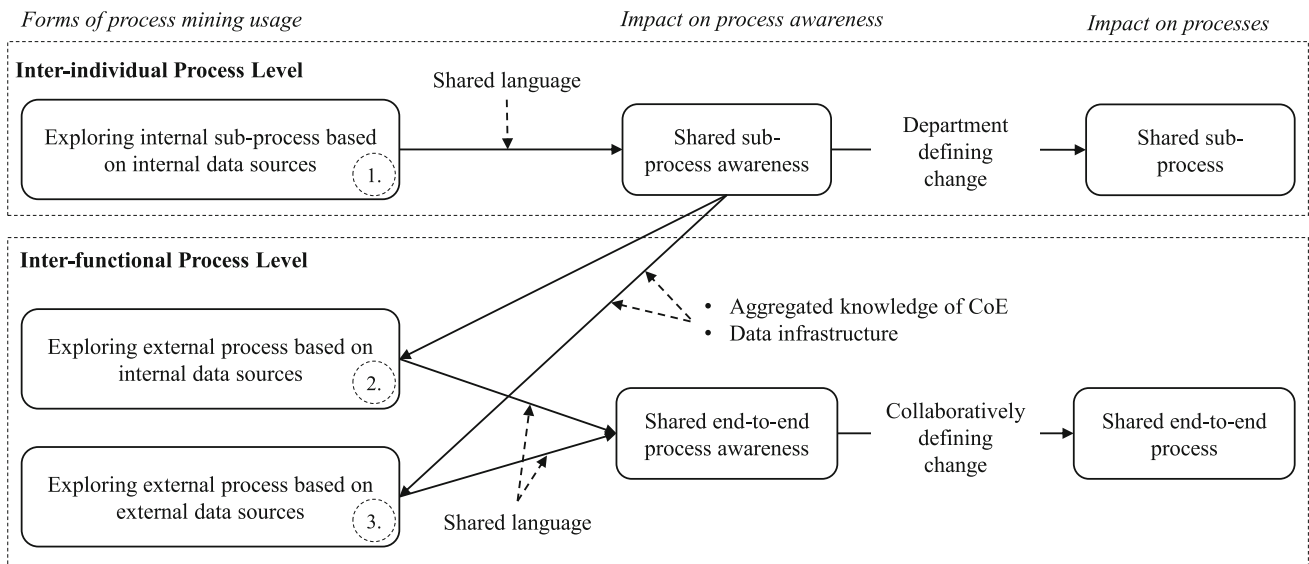 Forms of process mining usage
Impact on process awareness
Impact on processes
Inter-individual Process Level
Shared language
Exploring internal sub-process based
on internal data sources
1.
Shared sub-
process awareness
Department
defining
change
Shared sub-
process
Inter-functional Process Level
• Aggregated knowledge of CoE
• Data infrastructure
Exploring external process based on
internal data sources
2.
Shared end-to-end
process awareness
Collaboratively
defining
change
Shared end-to-end
process
Exploring external process based on
external data sources
3.
Shared language